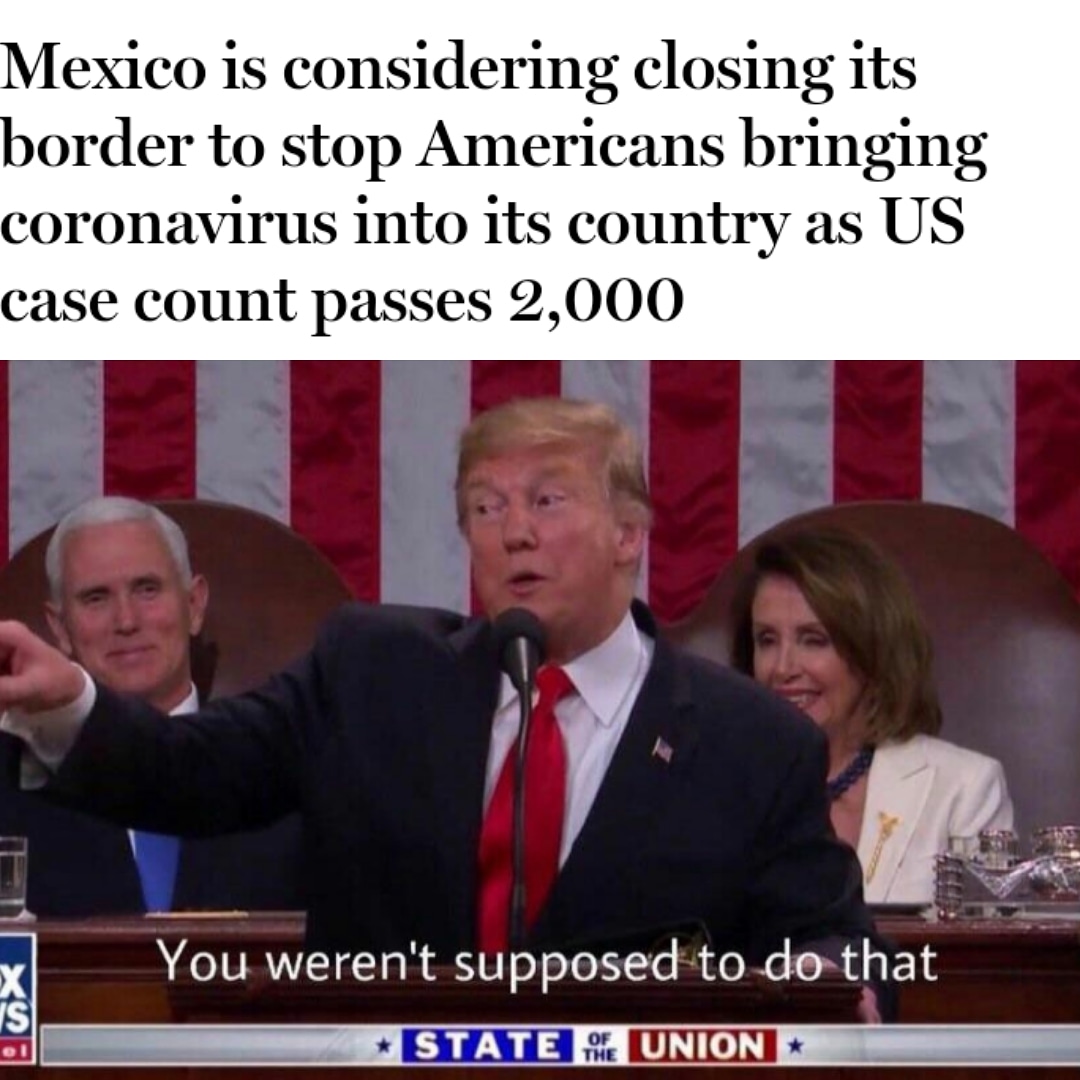 Mexico is considering closing its
border to stop Americans bringing
coronavirus into its country as US
case count passes 2,000
You weren't supposed to do that
X
/S
el
STATE OF THE UNION